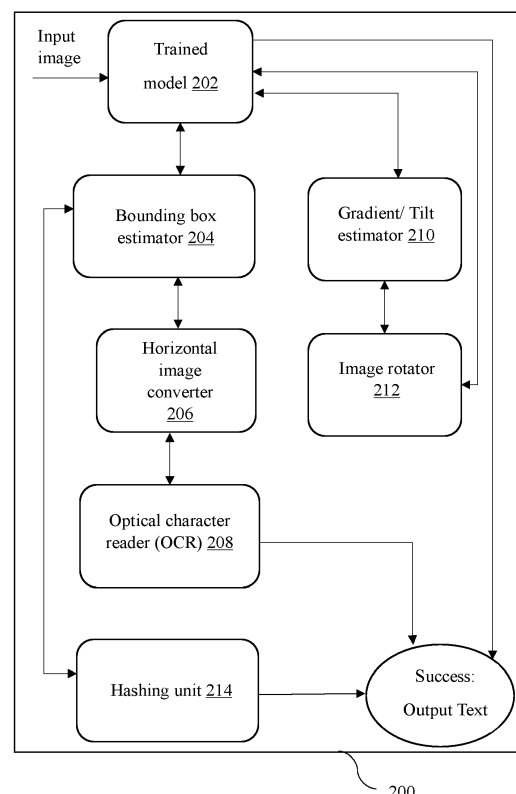 Input
image
Trained
model 202
Bounding box
estimator 204
Gradient/ Tilt
estimator 210
Horizontal
image
converter
206
Image rotator
212
Optical character
reader (OCR) 208
Hashing unit 214
Success:
Output Text
200